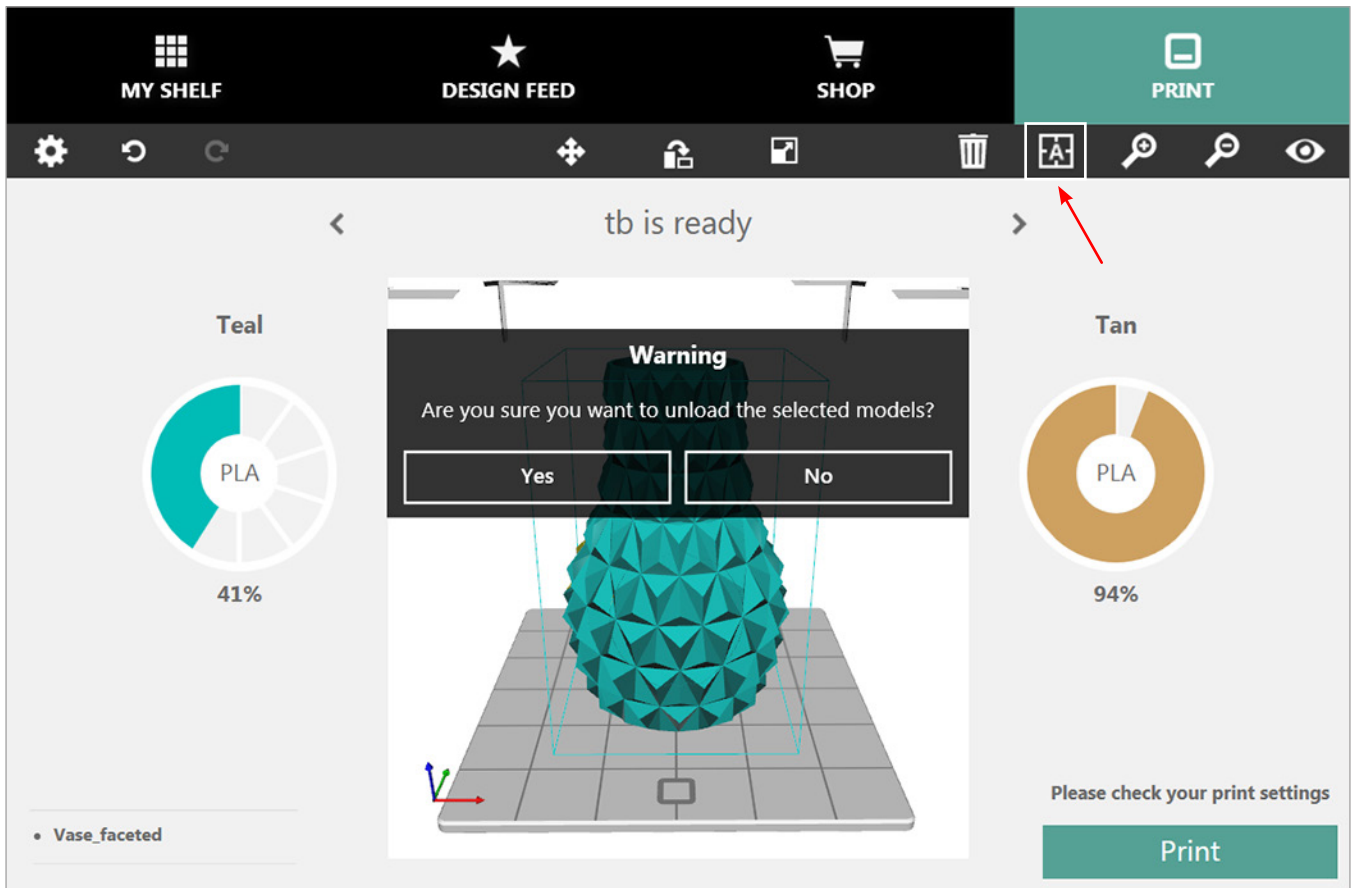 MY SHELF
DESIGN FEED
SHOP
PRINT
A
tb is ready
Teal
Tan
Warning
Are you sure you want to unload the selected models?
Yes
No
PLA
PLA
41%
94%
Please check your print settings
• Vase_faceted
Print